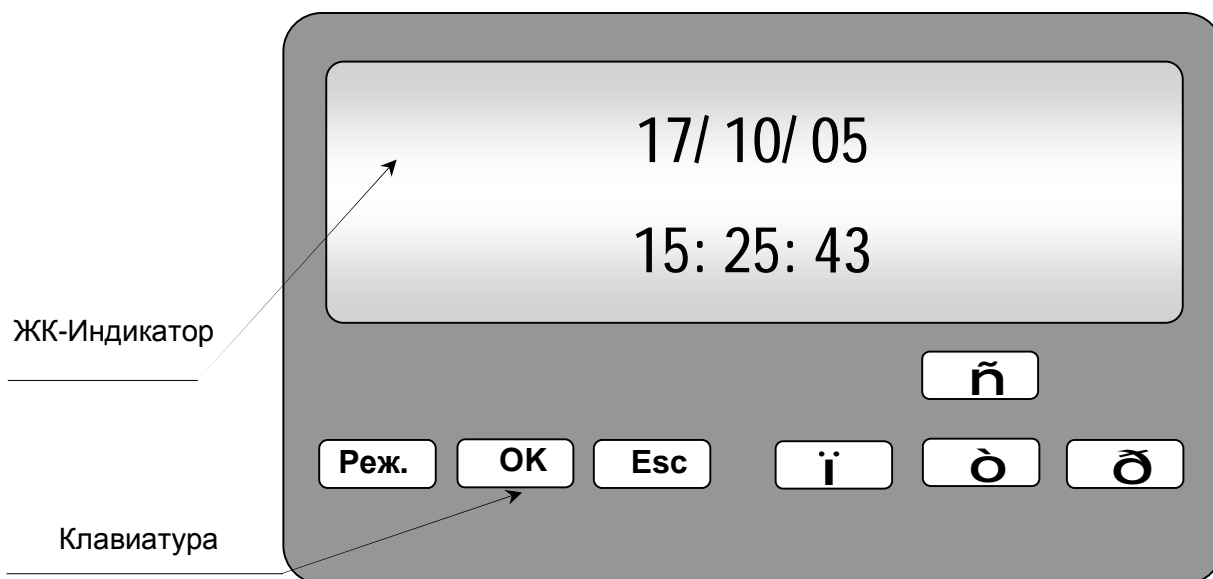 17/ 10/ 05
15: 25: 43
ЖК-Индикатор
ñ
Реж. OK Esc ï ò ð
Клавиатура